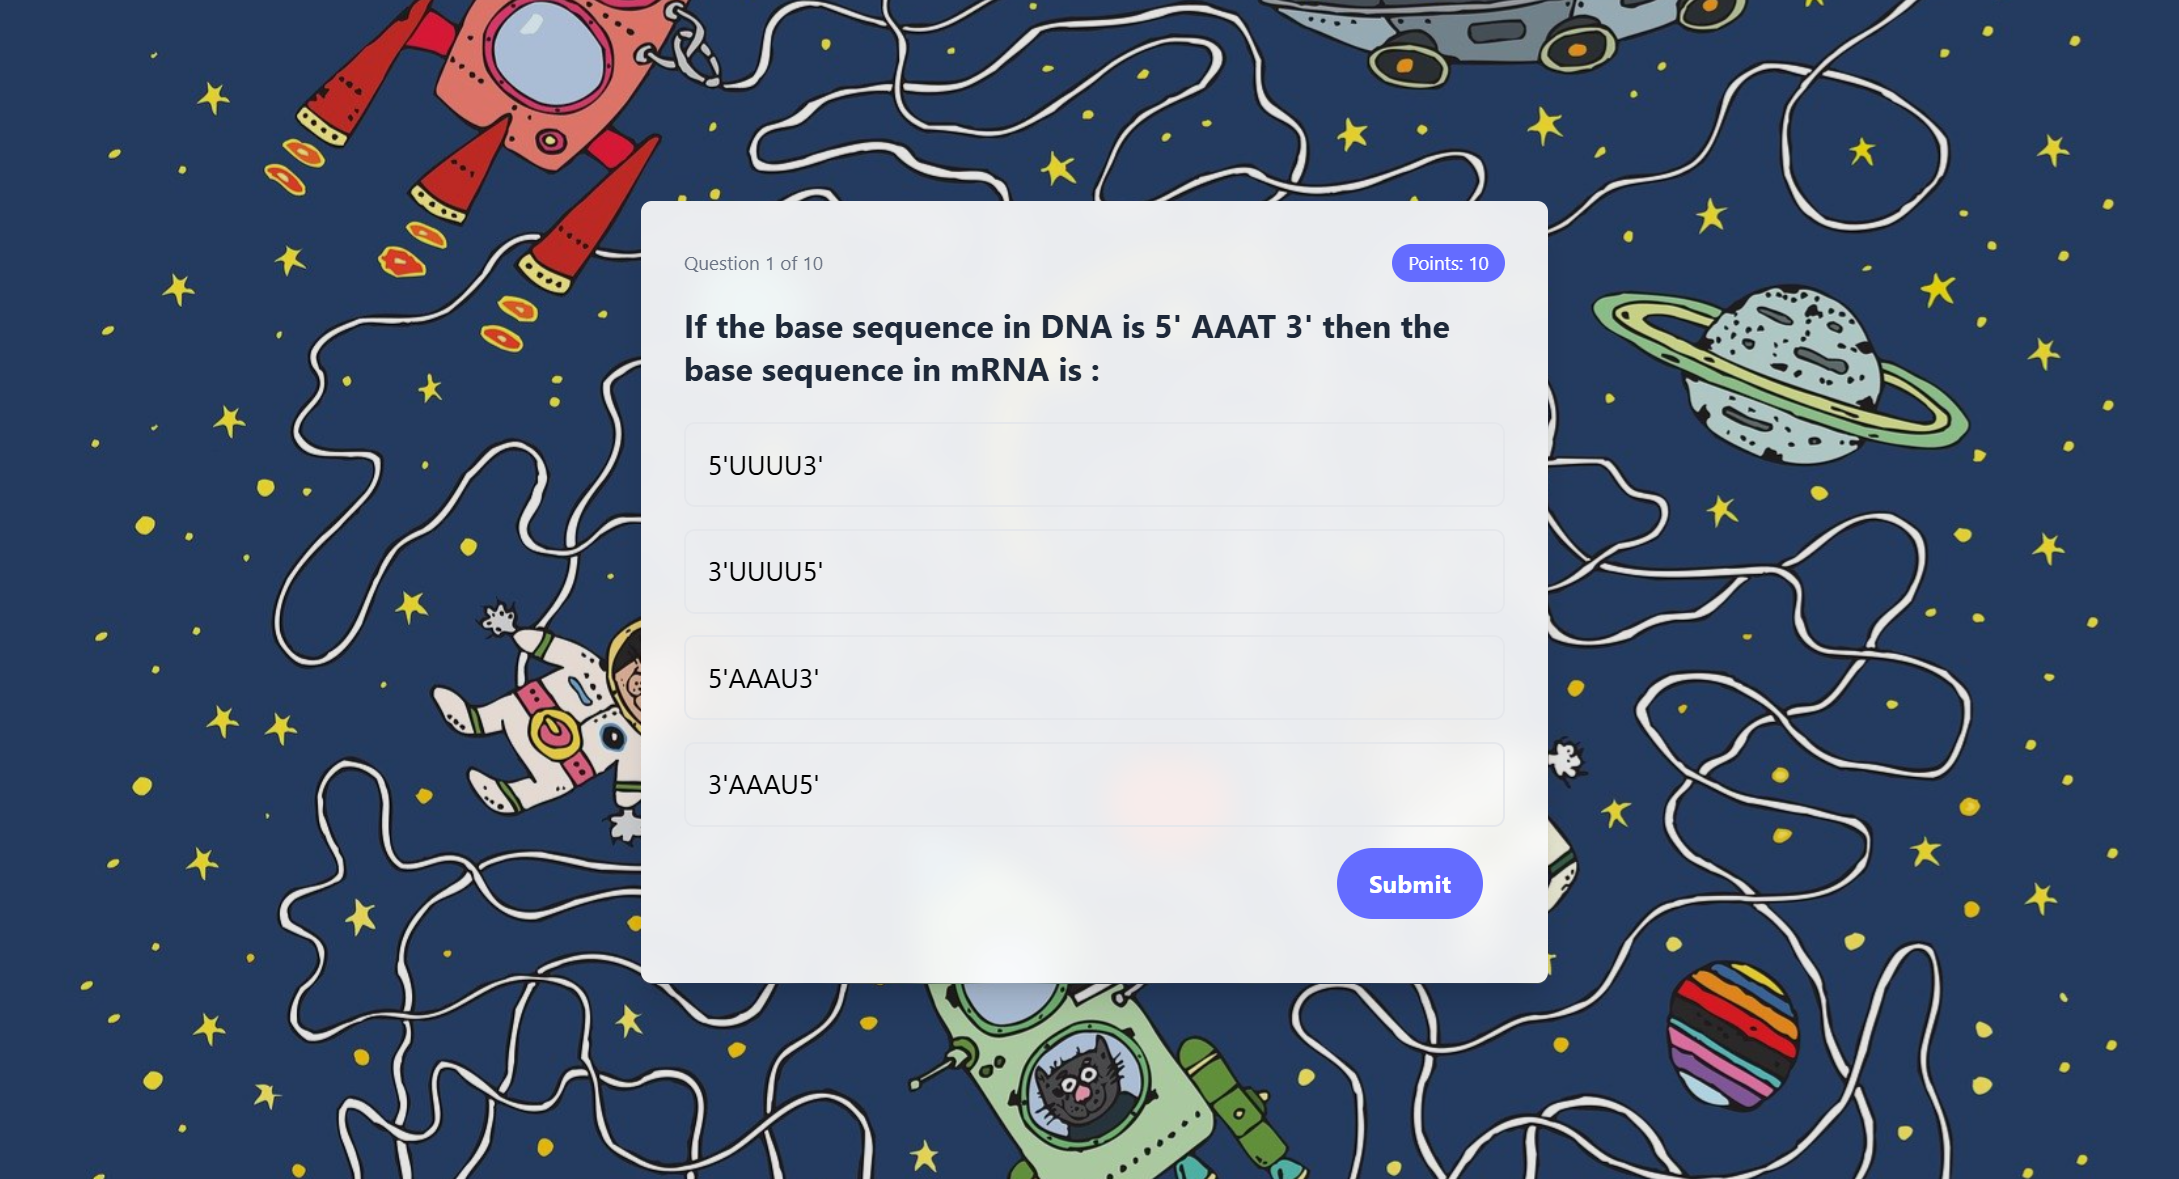 Question 1 of 10
Points: 10
If the base sequence in DNA is 5' AAAT 3' then the
base sequence in mRNA is :
5'UUUU3'
3'UUUU5'
5'AAAU3'
3'AAAU5'
Submit